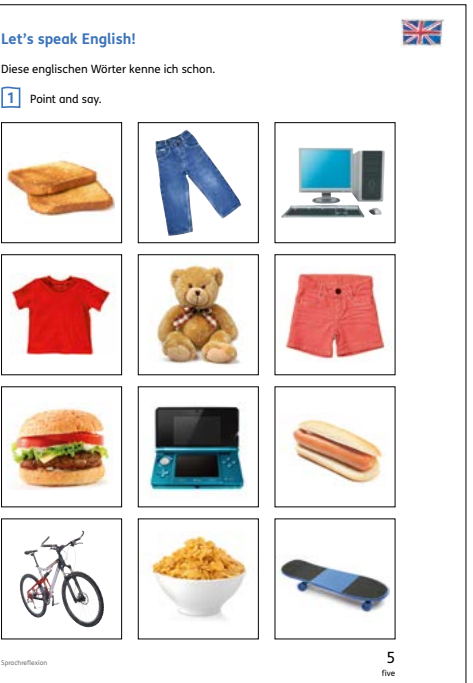 Let's speak English!
Diese englischen Wörter kenne ich schon.
1 Point and say.
Sprachreflexion
5
five